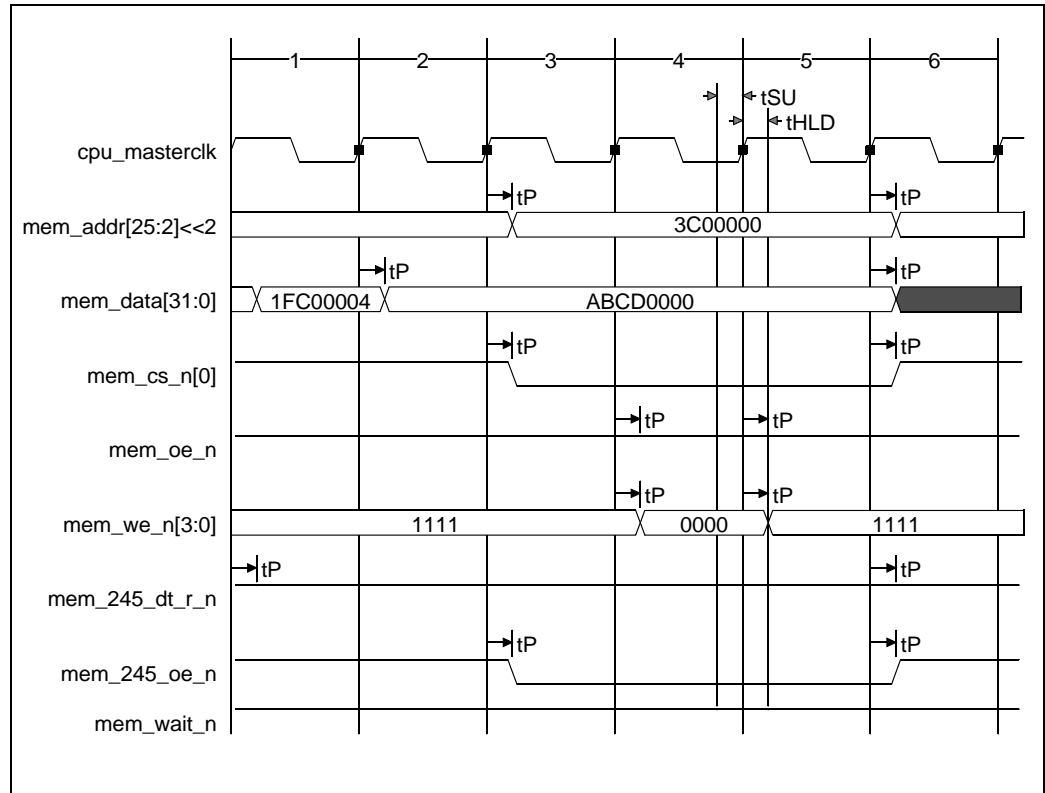 1 2 3 4 5 6
tSU
tHLD
cpu_masterclk
tP tP
mem_addr[25:2]<<2 3C00000
tP tP
mem_data[31:0] 1FC00004 ABCD0000
tP tP
mem_cs_n[0]
tP tP
mem_oe_n
tP tP
mem_we_n[3:0] 1111 0000 1111
tP tP
mem_245_dt_r_n
tP tP
mem_245_oe_n
mem_wait_n